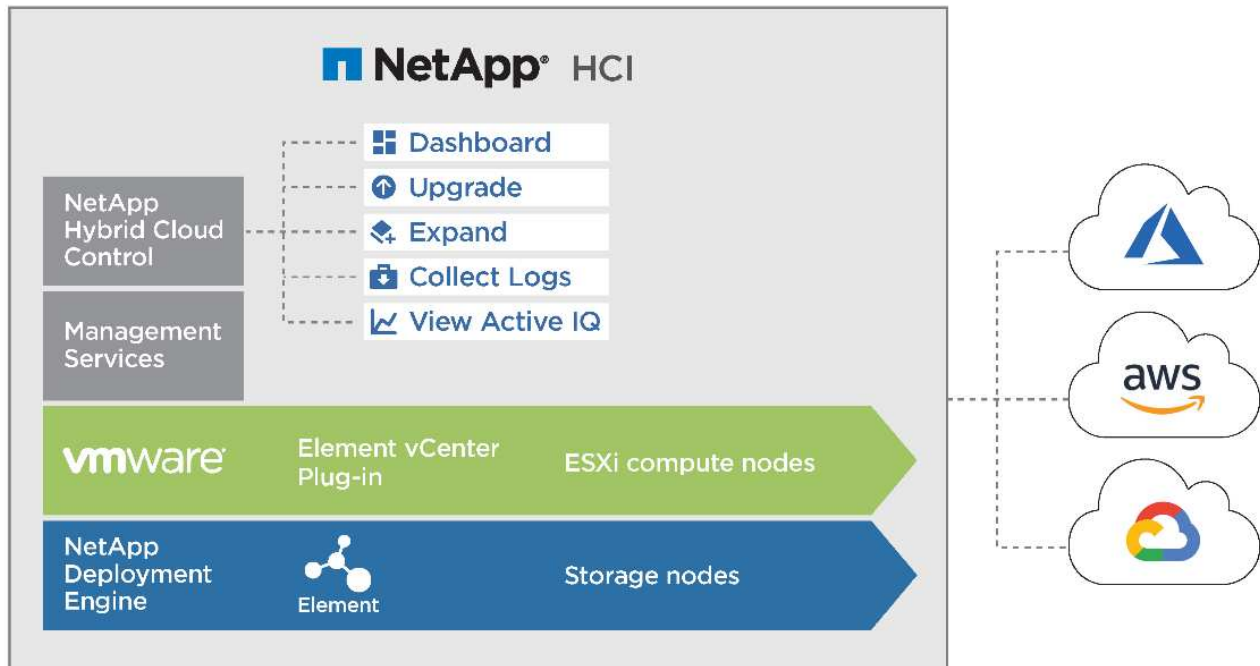 NetApp® HCI
Dashboard
Upgrade
Expand
Collect Logs
View Active IQ
NetApp
Hybrid Cloud
Control
Management
Services
vmware®
Element vCenter
Plug-in
ESXi compute nodes
NetApp
Deployment
Engine
Element
Storage nodes
aws